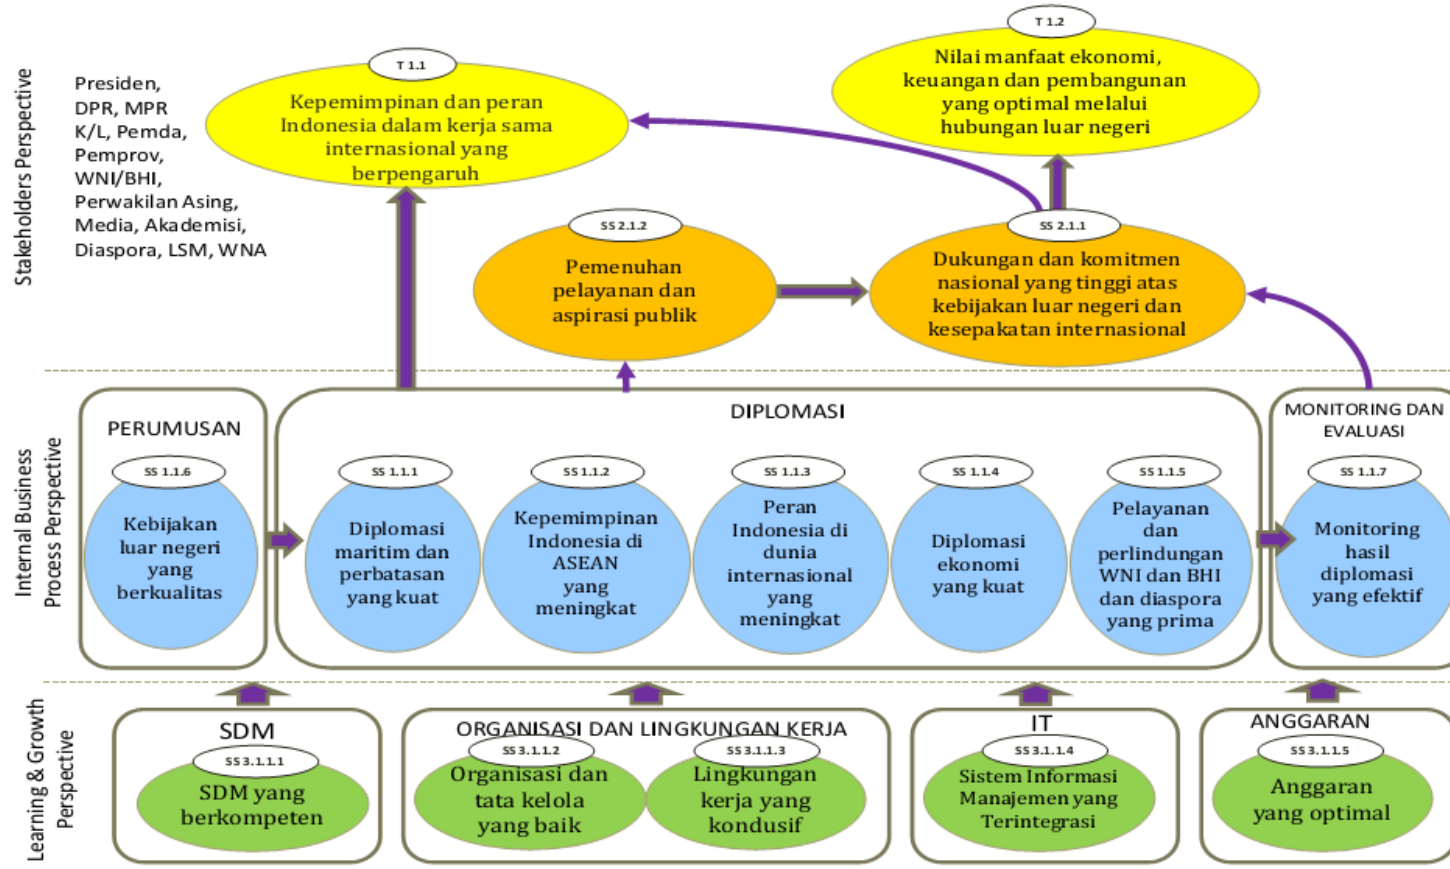 Stakeholders Perspective
Presiden,
DPR, MPR
K/L, Pemda,
Pemprov,
WNI/BHI,
Perwakilan Asing,
Media, Akademisi,
Diaspora, LSM, WNA
T 1.1
Kepemimpinan dan peran
Indonesia dalam kerja sama
internasional yang
berpengaruh
T 1.2
Nilai manfaat ekonomi,
keuangan dan pembangunan
yang optimal melalui
hubungan luar negeri
SS 2.1.2
Pemenuhan
pelayanan dan
aspirasi publik
SS 2.1.1
Dukungan dan komitmen
nasional yang tinggi atas
kebijakan luar negeri dan
kesepakatan internasional
Internal Business
Process Perspective
PERUMUSAN
SS 1.1.6
Kebijakan
luar negeri
yang
berkualitas
DIPLOMASI
SS 1.1.1
Diplomasi
maritim dan
perbatasan
yang kuat
SS 1.1.2
Kepemimpinan
Indonesia di
ASEAN
yang
meningkat
SS 1.1.3
Peran
Indonesia di
dunia
internasional
yang
meningkat
SS 1.1.4
Diplomasi
ekonomi
yang kuat
SS 1.1.5
Pelayanan
dan
perlindungan
WNI dan BHI
dan diaspora
yang prima
MONITORING DAN
EVALUASI
SS 1.1.7
Monitoring
hasil
diplomasi
yang efektif
Learning & Growth
Perspective
SDM
SS 3.1.1.1
SDM yang
berkompeten
ORGANISASI DAN LINGKUNGAN KERJA
SS 3.1.1.2
Organisasi dan
tata kelola
yang baik
SS 3.1.1.3
Lingkungan
kerja yang
kondusif
IT
SS 3.1.1.4
Sistem Informasi
Manajemen yang
Terintegrasi
ANGGARAN
SS 3.1.1.5
Anggaran
yang optimal